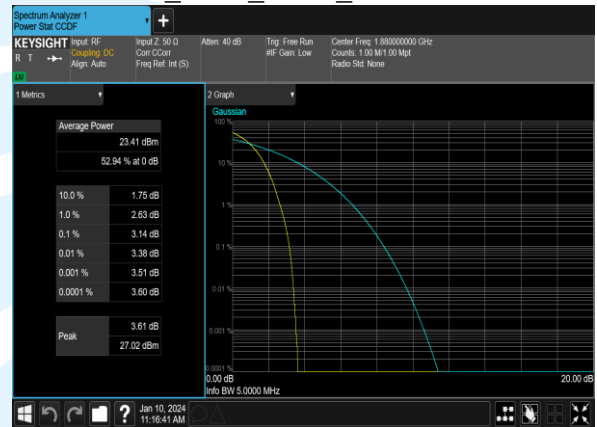 Spectrum Analyzer 1
Power Stat CCDF
+
KEYSIGHT
R T
LV
Input: RF
Coupling: DC
Align: Auto
Input Z: 50 Ω
Corr CCorr
Freq Ref: Int (S)
Atten: 40 dB
Trig: Free Run
#IF Gain: Low
Center Freq: 1.880000000 GHz
Counts: 1.00 M/1.00 Mpt
Radio Std: None
1 Metrics
Average Power
23.41 dBm
52.94 % at 0 dB
10.0 % 1.75 dB
1.0 % 2.63 dB
0.1 % 3.14 dB
0.01 % 3.38 dB
0.001 % 3.51 dB
0.0001 % 3.60 dB
Peak
3.61 dB
27.02 dBm
2 Graph
Gaussian
100 %
10 %
1 %
0.1 %
0.01 %
0.001 %
0.0001 %
0.00 dB 20.00 dB
Info BW 5.0000 MHz
?
Jan 10, 2024
11:16:41 AM